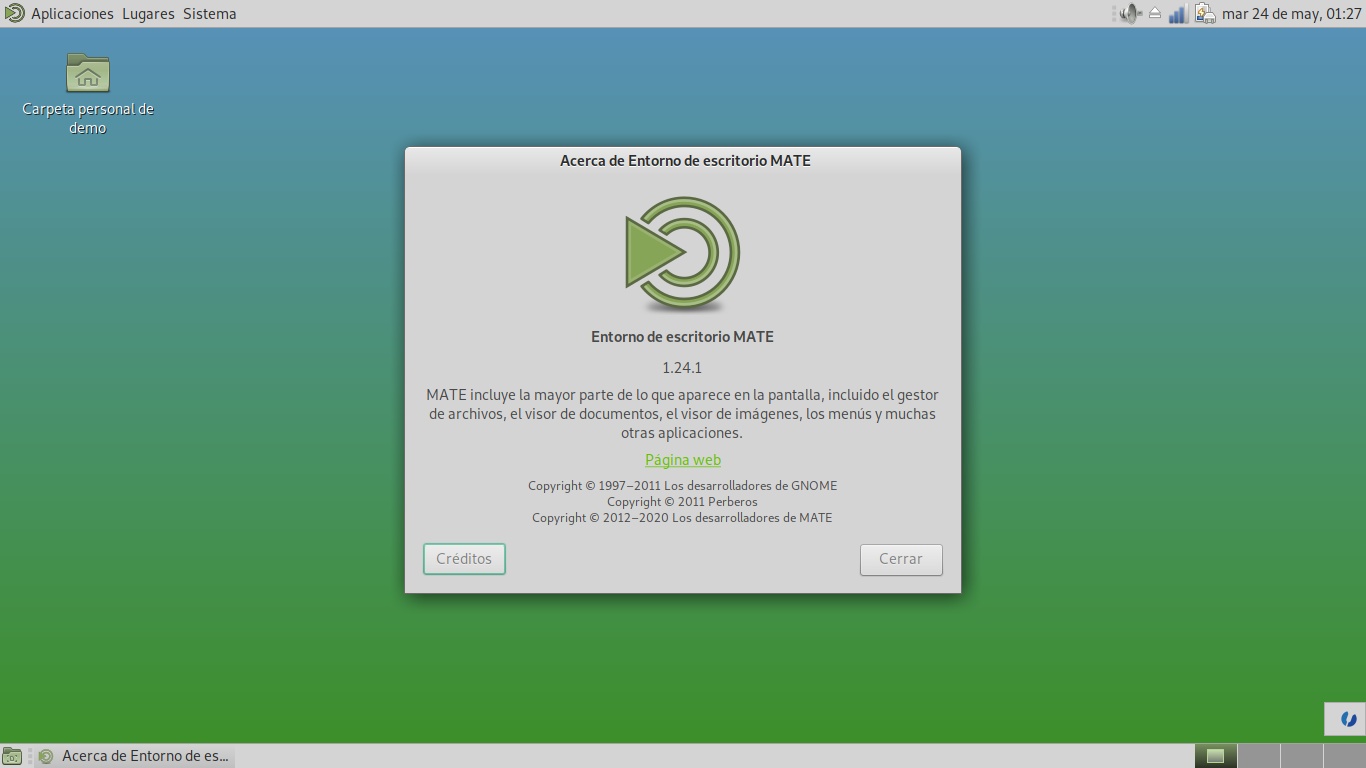 Aplicaciones Lugares Sistema mar 24 de may, 01:27
Carpeta personal de
demo
Acerca de Entorno de escritorio MATE
Entorno de escritorio MATE
1.24.1
MATE incluye la mayor parte de lo que aparece en la pantalla, incluido el gestor
de archivos, el visor de documentos, el visor de imágenes, los menús y muchas
otras aplicaciones.
Página web
Copyright © 1997–2011 Los desarrolladores de GNOME
Copyright © 2011 Perberos
Copyright © 2012–2020 Los desarrolladores de MATE
Créditos Cerrar
Acerca de Entorno de es...